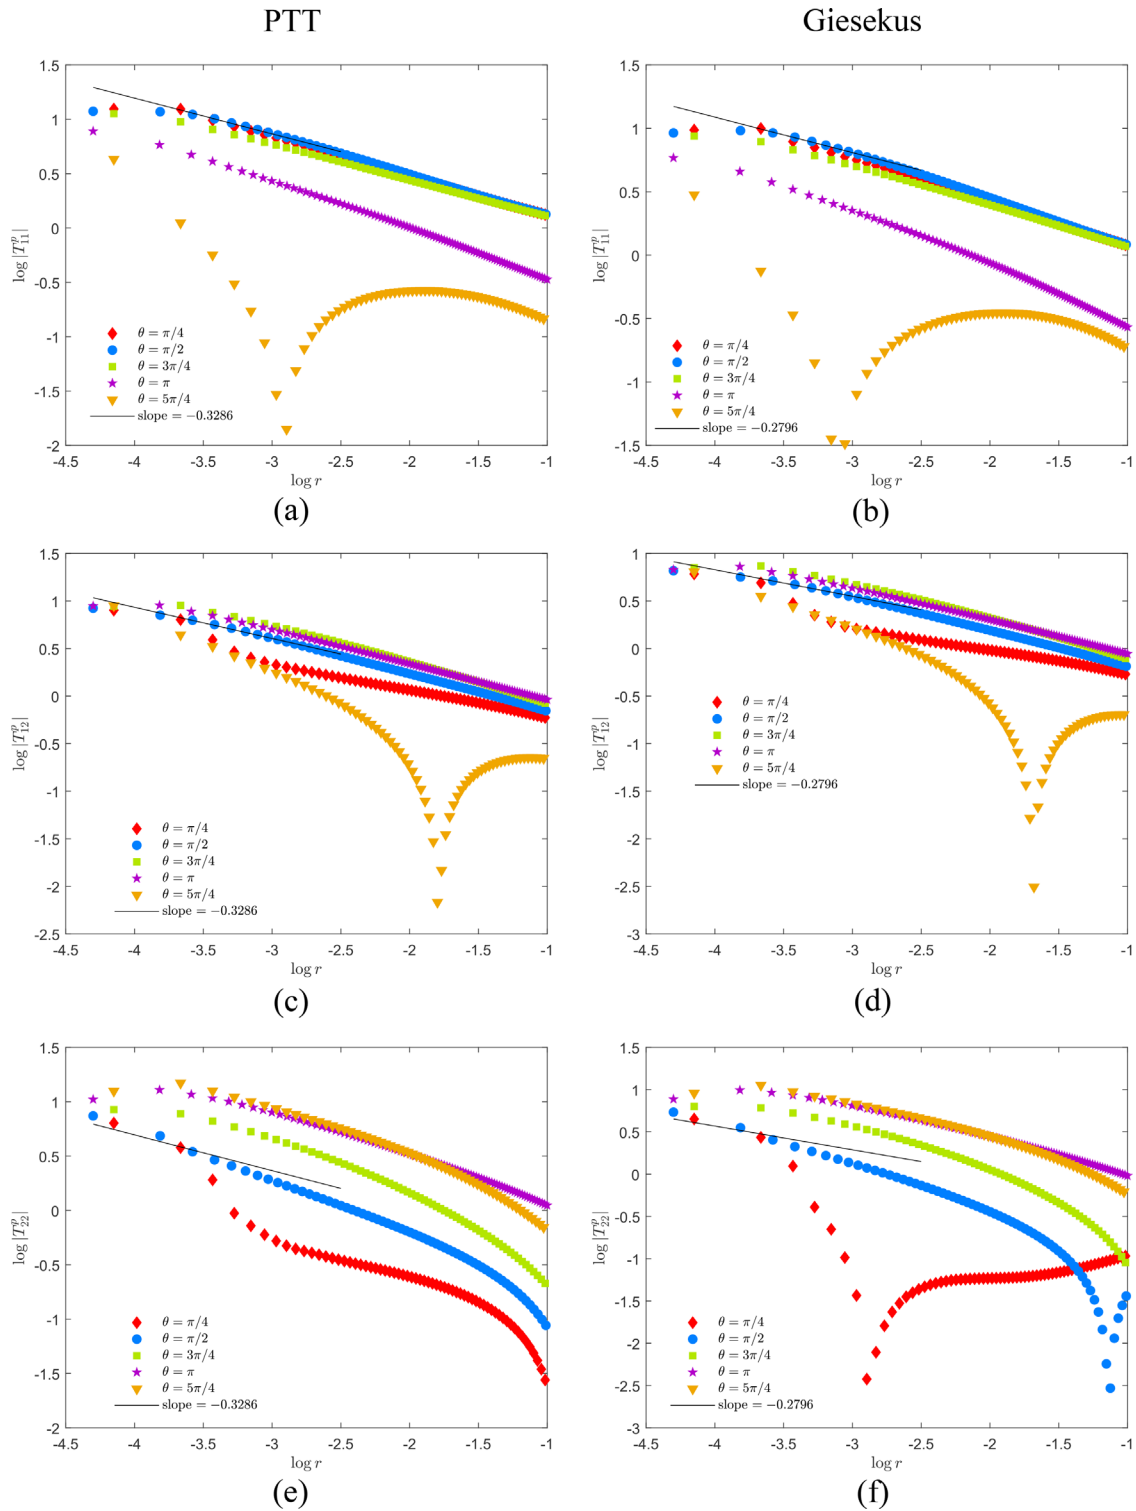 PTT
Giesekus
1.5
1
0.5
0
-0.5
-1
-1.5
-2
log |T^p_11|
θ = π/4
θ = π/2
θ = 3π/4
θ = π
θ = 5π/4
slope = −0.3286
-4.5 -4 -3.5 -3 -2.5 -2 -1.5 -1
log r
(a)
1.5
1
0.5
0
-0.5
-1
-1.5
log |T^p_11|
θ = π/4
θ = π/2
θ = 3π/4
θ = π
θ = 5π/4
slope = −0.2796
-4.5 -4 -3.5 -3 -2.5 -2 -1.5 -1
log r
(b)
1.5
1
0.5
0
-0.5
-1
-1.5
-2
-2.5
log |T^p_12|
θ = π/4
θ = π/2
θ = 3π/4
θ = π
θ = 5π/4
slope = −0.3286
-4.5 -4 -3.5 -3 -2.5 -2 -1.5 -1
log r
(c)
1
0.5
0
-0.5
-1
-1.5
-2
-2.5
-3
log |T^p_12|
θ = π/4
θ = π/2
θ = 3π/4
θ = π
θ = 5π/4
slope = −0.2796
-4.5 -4 -3.5 -3 -2.5 -2 -1.5 -1
log r
(d)
1.5
1
0.5
0
-0.5
-1
-1.5
-2
log |T^p_22|
θ = π/4
θ = π/2
θ = 3π/4
θ = π
θ = 5π/4
slope = −0.3286
-4.5 -4 -3.5 -3 -2.5 -2 -1.5 -1
log r
(e)
1.5
1
0.5
0
-0.5
-1
-1.5
-2
-2.5
-3
log |T^p_22|
θ = π/4
θ = π/2
θ = 3π/4
θ = π
θ = 5π/4
slope = −0.2796
-4.5 -4 -3.5 -3 -2.5 -2 -1.5 -1
log r
(f)